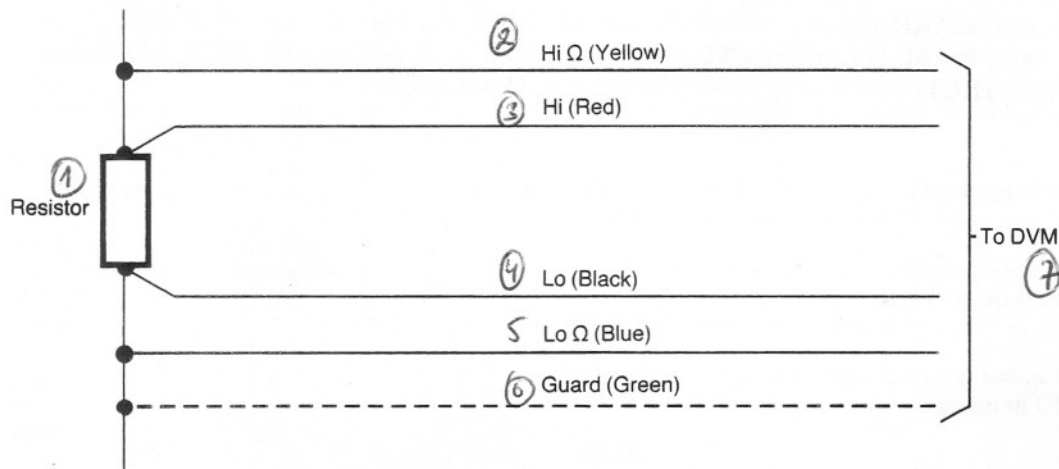 ② Hi Ω (Yellow)
③ Hi (Red)
① Resistor
To DVM ⑦
④ Lo (Black)
5 Lo Ω (Blue)
⑥ Guard (Green)